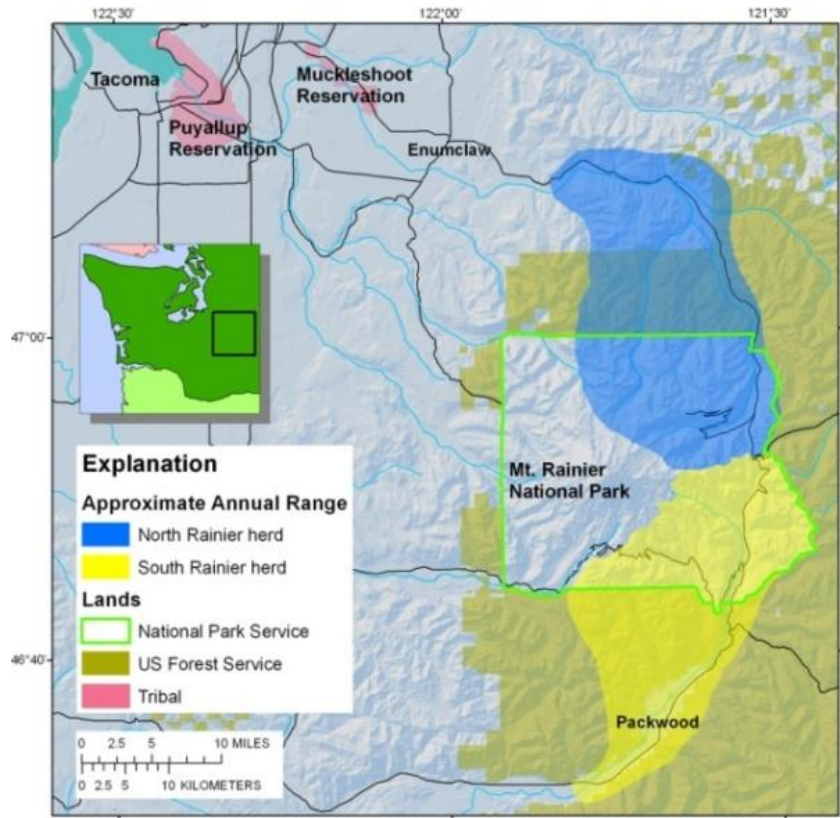 122°30'
122°00'
121°30'
Tacoma
Muckleshoot
Reservation
Puyallup
Reservation
Enumclaw
47°00'
Mt. Rainier
National Park
Explanation
Approximate Annual Range
North Rainier herd
South Rainier herd
Lands
National Park Service
US Forest Service
Tribal
46°40'
Packwood
0 2.5 5 10 MILES
0 2.5 5 10 KILOMETERS